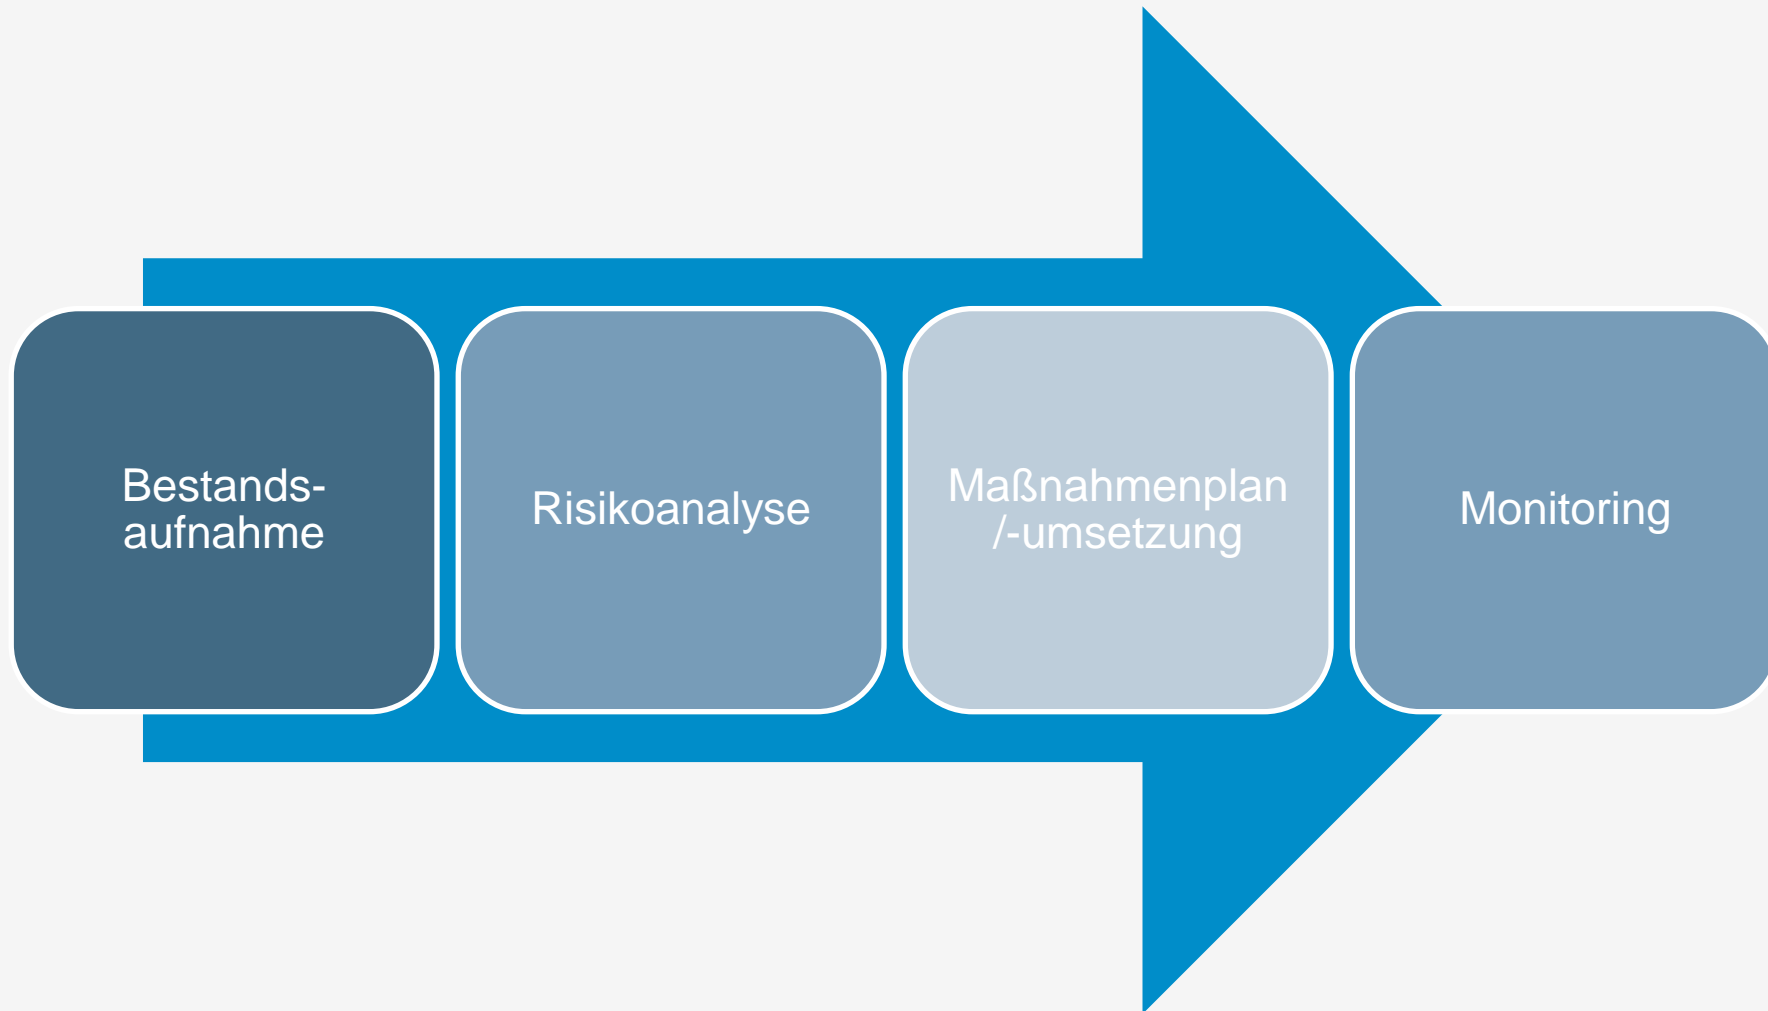 Bestands-
aufnahme
Risikoanalyse
Maßnahmenplan
/-umsetzung
Monitoring